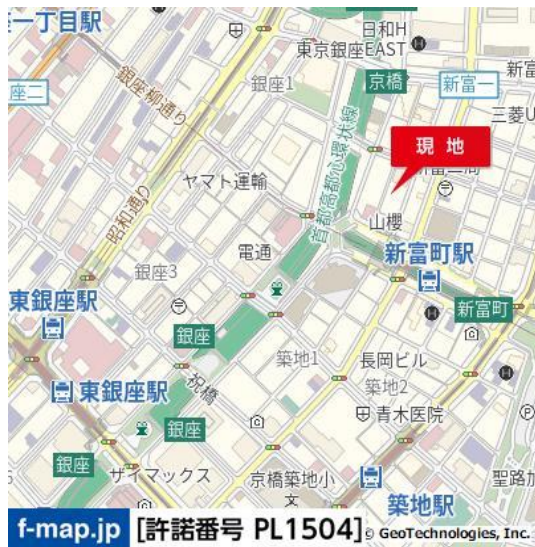 一丁目駅
日和H
東京銀座EAST
京橋
新富一
新富
座二
銀座柳通り
銀座1
三菱U
現 地
昭和通り
ヤマト運輸
首都高都心環状線
山櫻
電通
新富町駅
銀座3
東銀座駅
新富町
銀座
築地1
長岡ビル
築地2
祝橋
東銀座駅
青木医院
銀座
銀座
ザイマックス
京橋築地小
文
聖路加
築地駅
f-map.jp [許諾番号 PL1504] © GeoTechnologies, Inc.